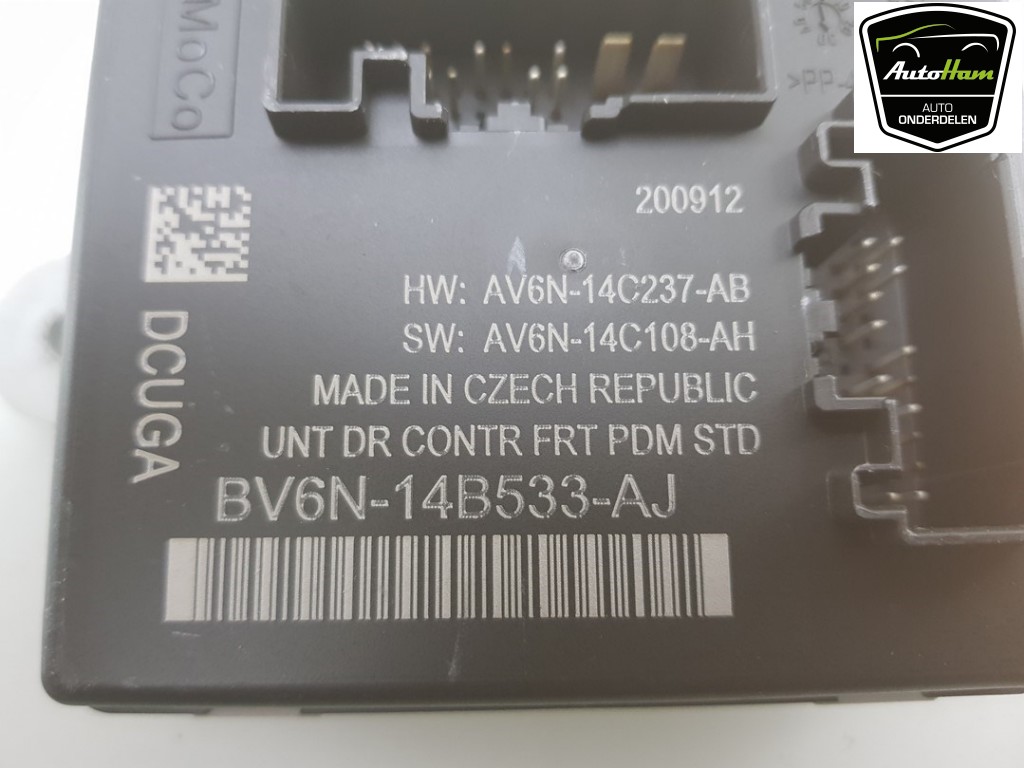 MoCo
>PP-
AutoHam
AUTO
ONDERDELEN
200912
HW: AV6N-14C237-AB
SW: AV6N-14C108-AH
MADE IN CZECH REPUBLIC
UNT DR CONTR FRT PDM STD
BV6N-14B533-AJ
DCUGA